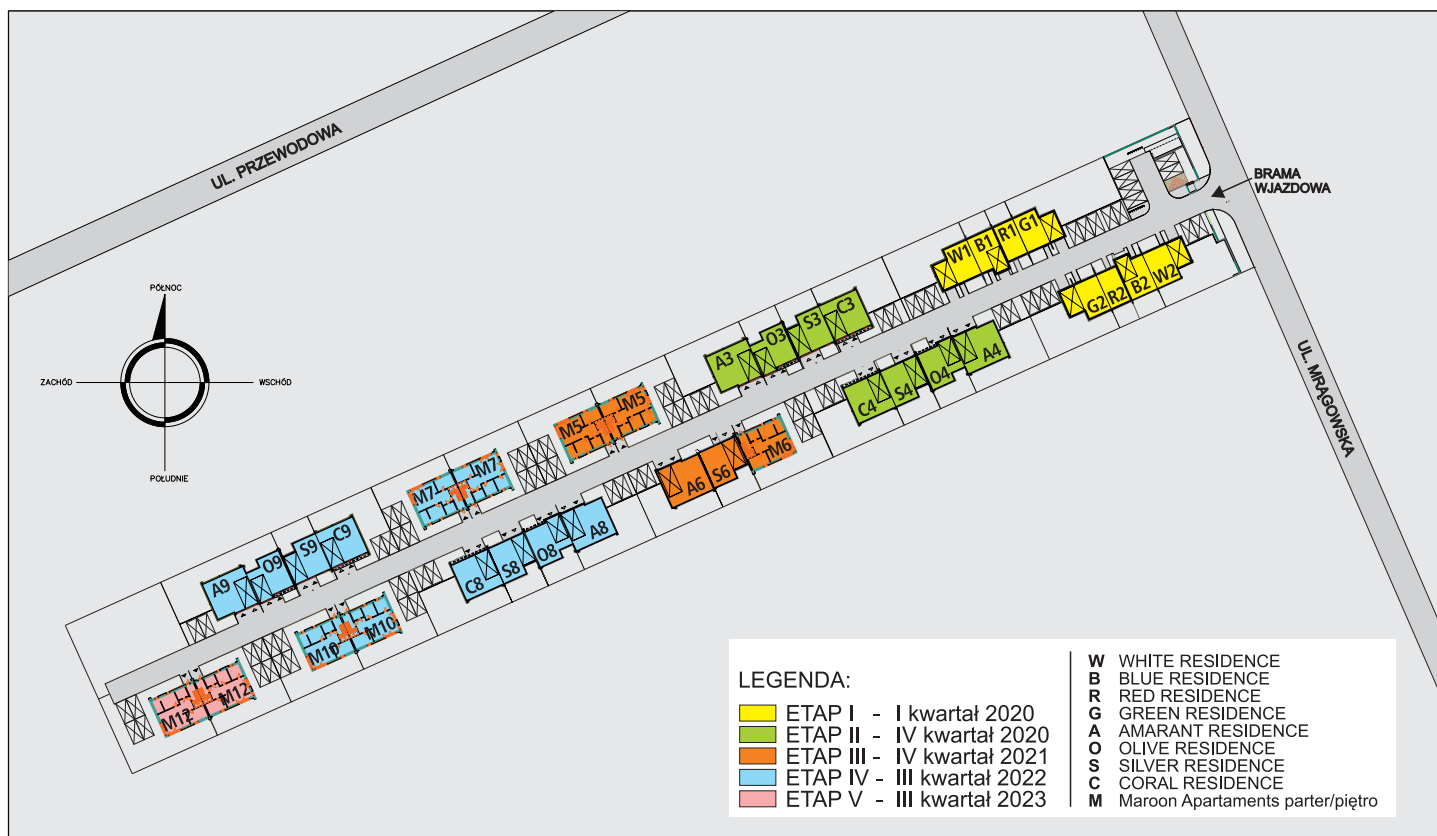 UL. PRZEWODOWA
BRAMA
WJAZDOWA
UL. MRĄGOWSKA
PÓŁNOC
ZACHÓD
WSCHÓD
POŁUDNIE
W1
B1
R1
G1
G2
R2
B2
W2
A3
O3
S3
C3
C4
S4
O4
A4
M5
M5
A6
S6
M6
M7
M7
C8
S8
O8
A8
A9
O9
S9
C9
M10
M10
M12
M12
LEGENDA:
ETAP I - I kwartał 2020
ETAP II - IV kwartał 2020
ETAP III - IV kwartał 2021
ETAP IV - III kwartał 2022
ETAP V - III kwartał 2023
W WHITE RESIDENCE
B BLUE RESIDENCE
R RED RESIDENCE
G GREEN RESIDENCE
A AMARANT RESIDENCE
O OLIVE RESIDENCE
S SILVER RESIDENCE
C CORAL RESIDENCE
M Maroon Apartaments parter/piętro